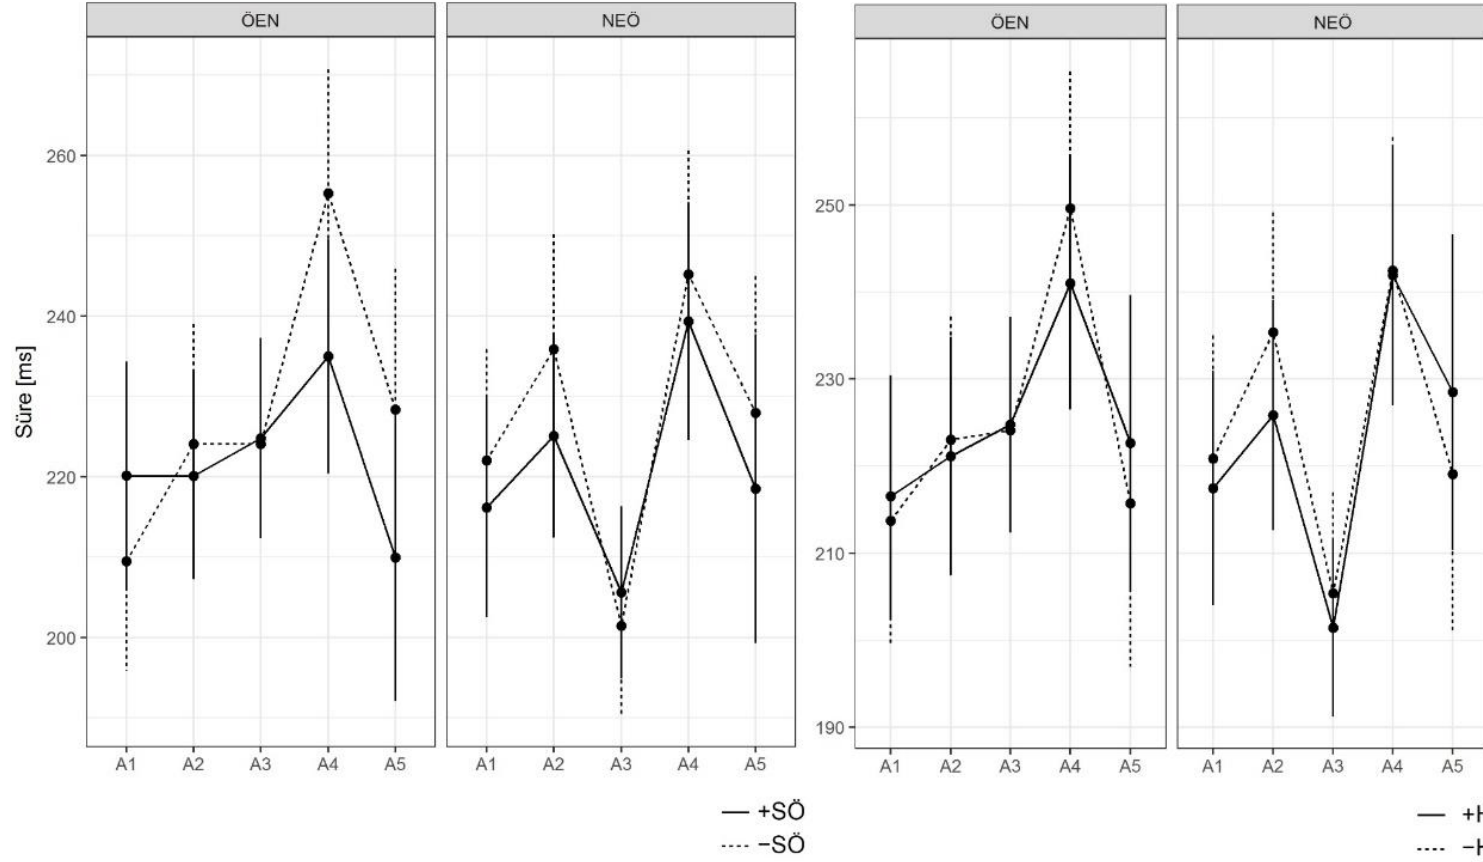 ÖEN NEÖ ÖEN NEÖ
Süre [ms]
260
240
220
200
250
230
210
190
A1 A2 A3 A4 A5 A1 A2 A3 A4 A5 A1 A2 A3 A4 A5 A1 A2 A3 A4 A5
+SÖ
−SÖ